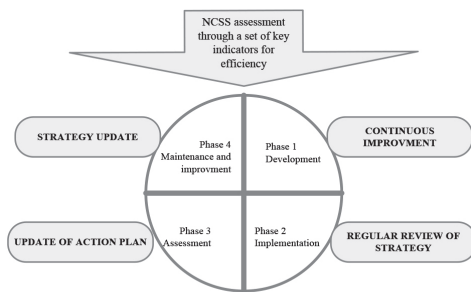 NCSS assessment
through a set of key
indicators for
efficiency
STRATEGY UPDATE
Phase 4
Maintenance and
improvment
Phase 1
Development
CONTINUOUS
IMPROVMENT
UPDATE OF ACTION PLAN
Phase 3
Assessment
Phase 2
Implementation
REGULAR REVIEW OF
STRATEGY